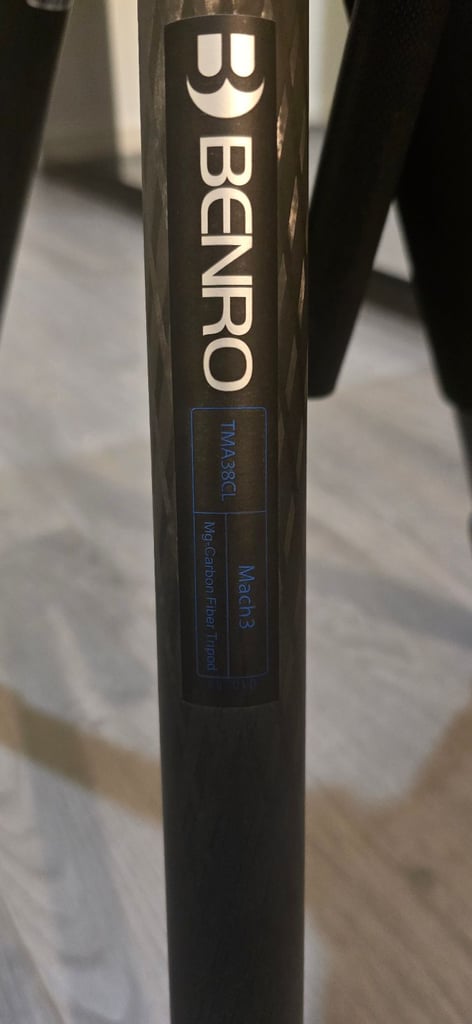 BENRO
TMA38CL
Mach3
Mg-Carbon Fiber Tripod